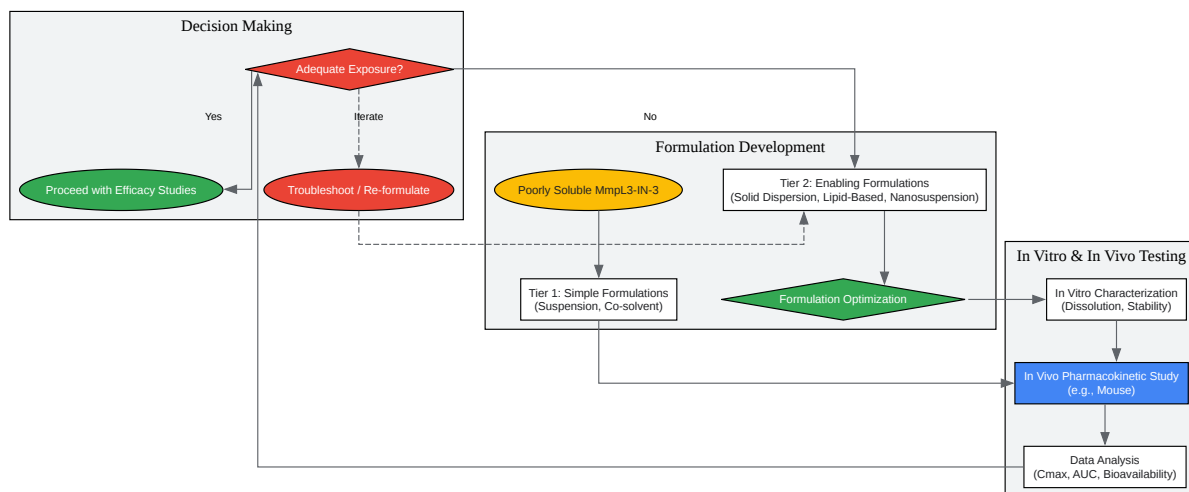 Decision Making
Adequate Exposure?
Yes
Iterate
No
Proceed with Efficacy Studies
Troubleshoot / Re-formulate
Formulation Development
Poorly Soluble MmpL3-IN-3
Tier 2: Enabling Formulations
(Solid Dispersion, Lipid-Based, Nanosuspension)
Tier 1: Simple Formulations
(Suspension, Co-solvent)
Formulation Optimization
In Vitro & In Vivo Testing
In Vitro Characterization
(Dissolution, Stability)
In Vivo Pharmacokinetic Study
(e.g., Mouse)
Data Analysis
(Cmax, AUC, Bioavailability)